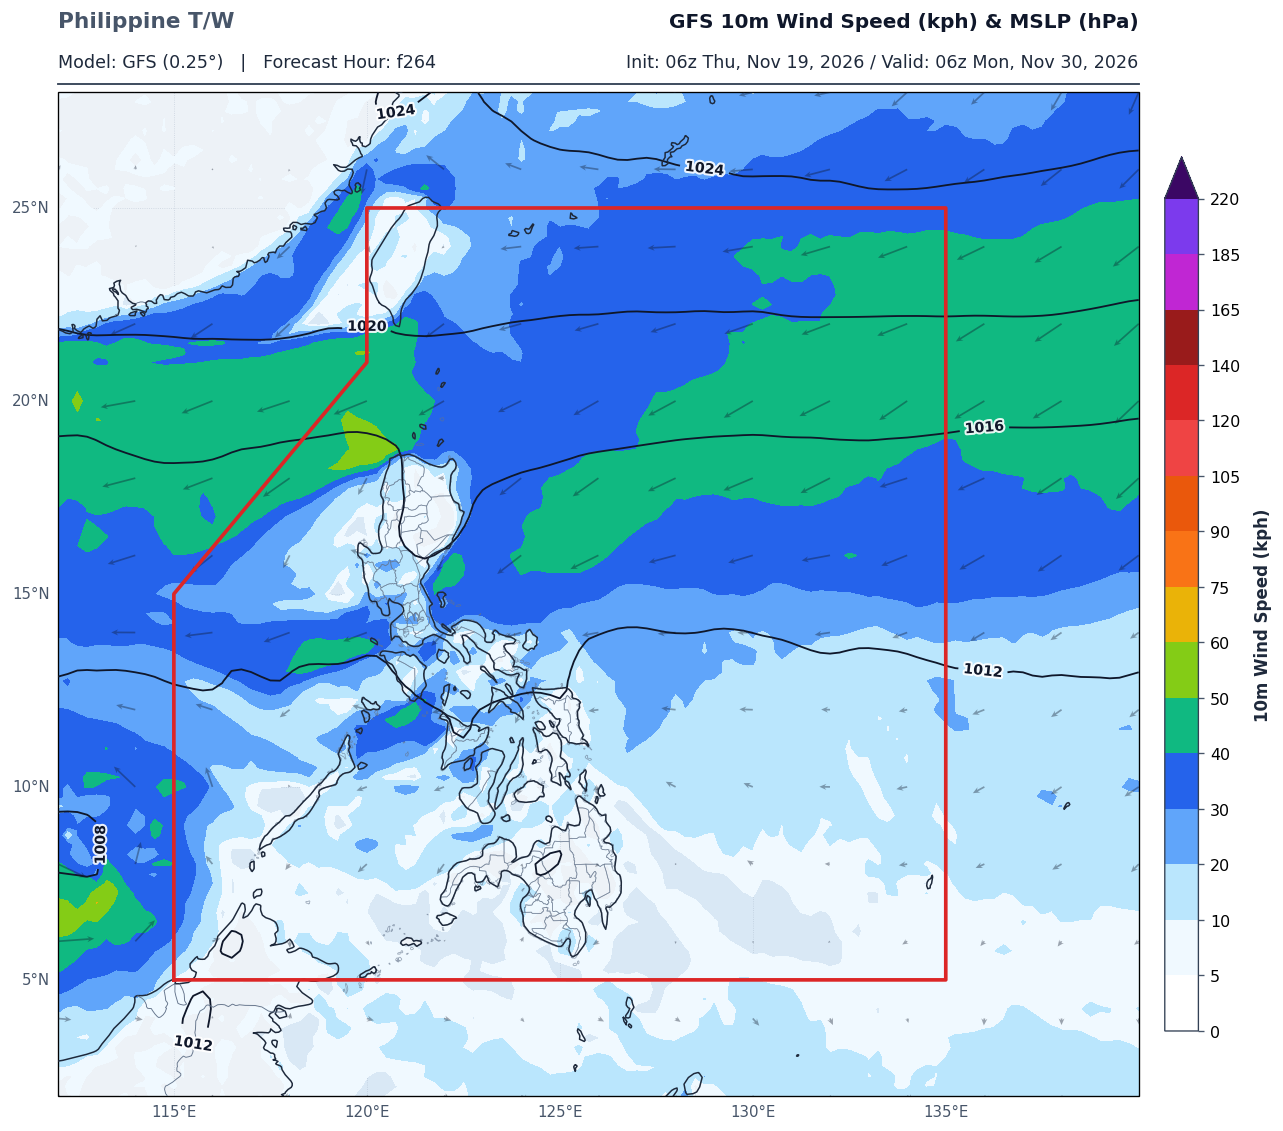 Philippine T/W
GFS 10m Wind Speed (kph) & MSLP (hPa)
Model: GFS (0.25°)   |   Forecast Hour: f264
Init: 06z Thu, Nov 19, 2026 / Valid: 06z Mon, Nov 30, 2026
1024
1024
1020
1016
1012
1008
1012
25°N
20°N
15°N
10°N
5°N
115°E
120°E
125°E
130°E
135°E
220
185
165
140
120
105
90
75
60
50
40
30
20
10
5
0
10m Wind Speed (kph)